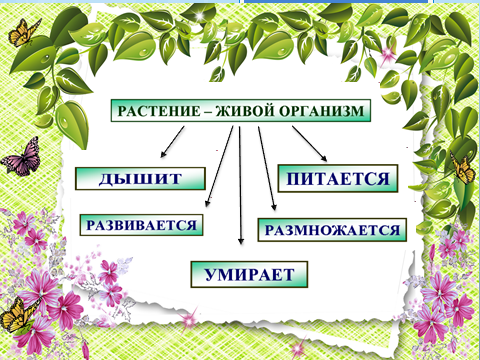 РАСТЕНИЕ – ЖИВОЙ ОРГАНИЗМ
ДЫШИТ
ПИТАЕТСЯ
РАЗВИВАЕТСЯ
РАЗМНОЖАЕТСЯ
УМИРАЕТ